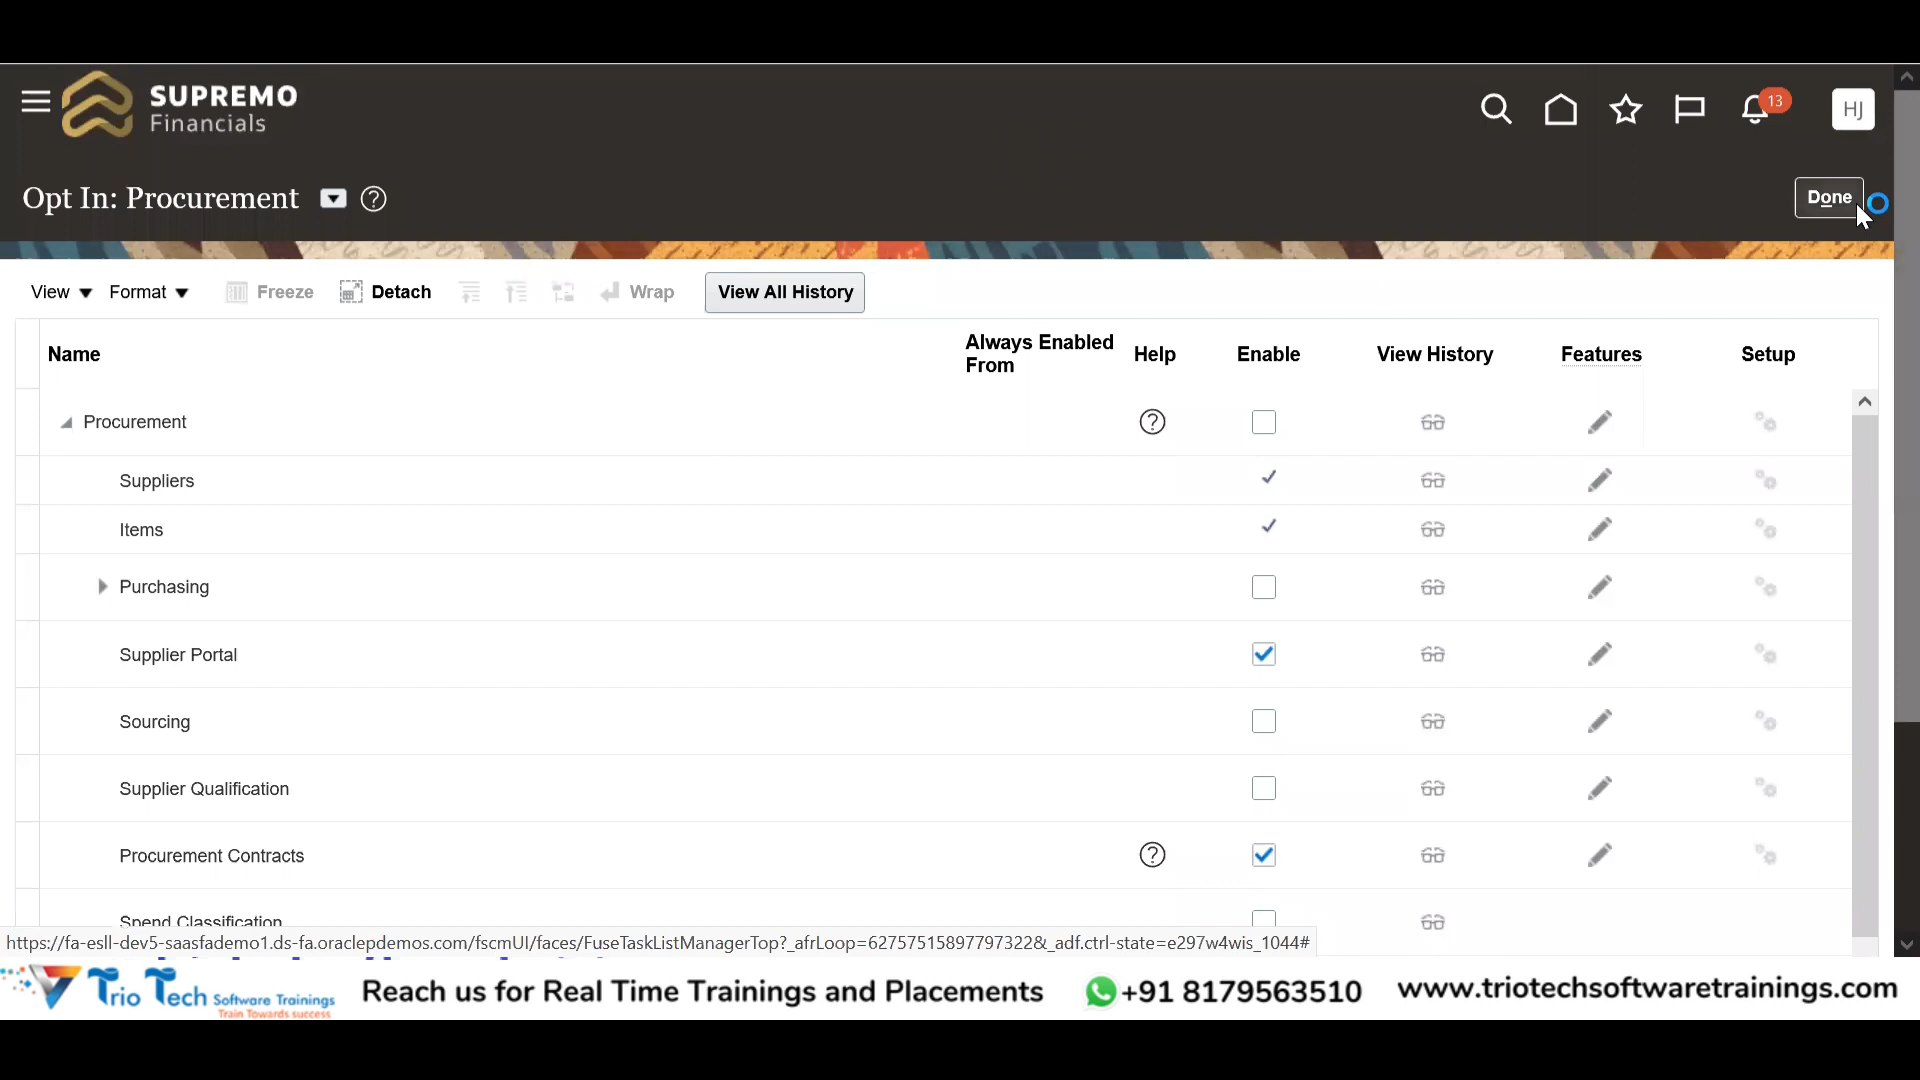 SUPREMO
Financials
13
HJ
Opt In: Procurement
Done
View
Format
Freeze
Detach
Wrap
View All History
Name
Always Enabled From
Help
Enable
View History
Features
Setup
Procurement
Suppliers
Items
Purchasing
Supplier Portal
Sourcing
Supplier Qualification
Procurement Contracts
Spend Classification
https://fa-esll-dev5-saasfademo1.ds-fa.oraclepdemos.com/fscmUI/faces/FuseTaskListManagerTop?_afrLoop=62757515897797322&_adf.ctrl-state=e297w4wis_1044#
Trio Tech Software Trainings
Train Towards success
Reach us for Real Time Trainings and Placements
+91 8179563510
www.triotechsoftwaretrainings.com